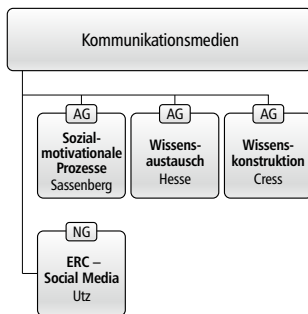 Kommunikationsmedien
AG
Sozial-
motivationale
Prozesse
Sassenberg
AG
Wissens-
austausch
Hesse
AG
Wissens-
konstruktion
Cress
NG
ERC –
Social Media
Utz